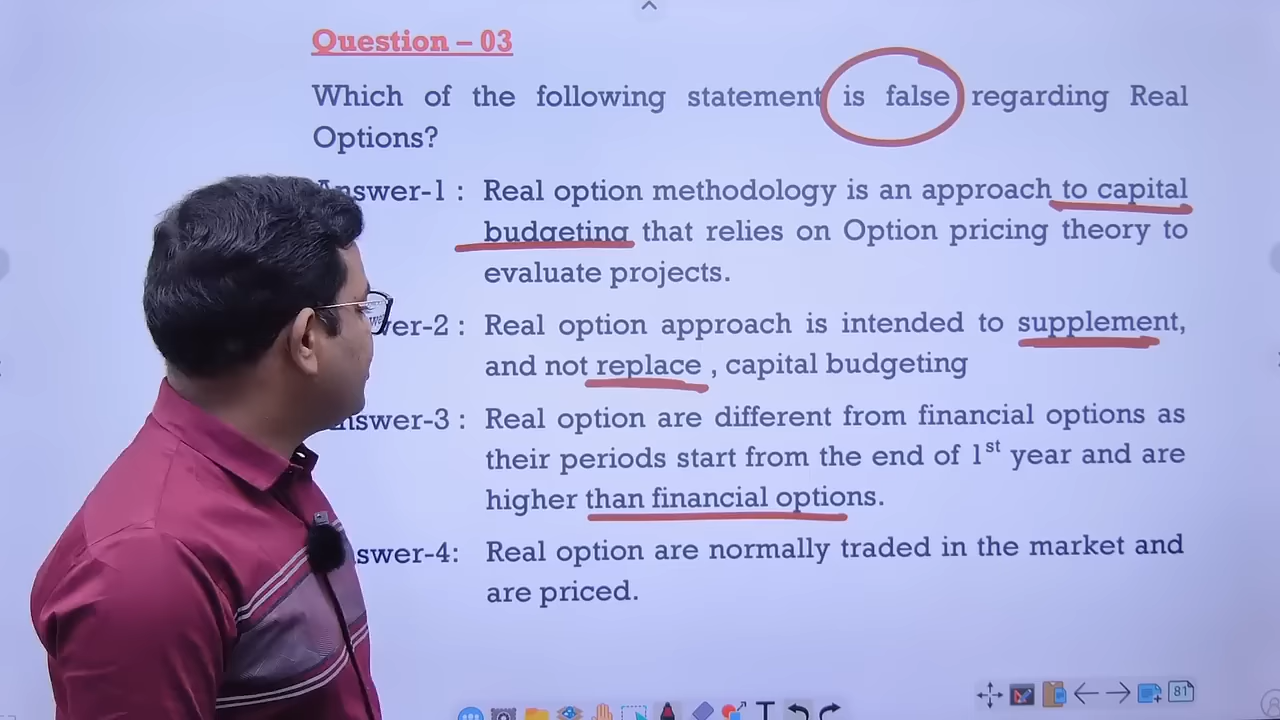 Question – 03
Which of the following statement is false regarding Real
Options?
Answer-1 : Real option methodology is an approach to capital
budgeting that relies on Option pricing theory to
evaluate projects.
wer-2 : Real option approach is intended to supplement,
and not replace , capital budgeting
nswer-3 : Real option are different from financial options as
their periods start from the end of 1st year and are
higher than financial options.
swer-4: Real option are normally traded in the market and
are priced.
81